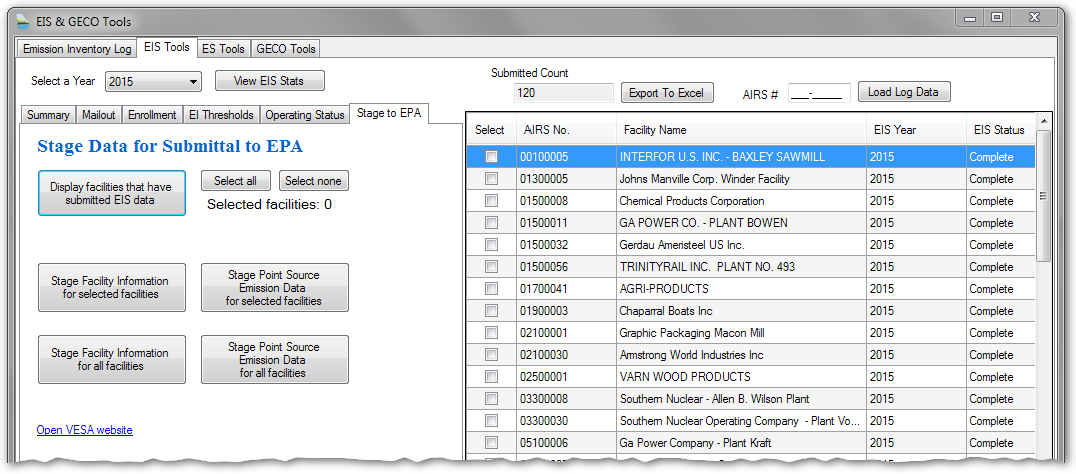 EIS & GECO Tools
Emission Inventory Log EIS Tools ES Tools GECO Tools
Select a Year 2015 View EIS Stats
Summary Mailout Enrollment EI Thresholds Operating Status Stage to EPA
Stage Data for Submittal to EPA
Display facilities that have
submitted EIS data
Select all Select none
Selected facilities: 0
Stage Facility Information
for selected facilities
Stage Point Source
Emission Data
for selected facilities
Stage Facility Information
for all facilities
Stage Point Source
Emission Data
for all facilities
Open VESA website
Submitted Count
120 Export To Excel AIRS # ___-_____ Load Log Data
Select AIRS No. Facility Name EIS Year EIS Status
00100005 INTERFOR U.S. INC. - BAXLEY SAWMILL 2015 Complete
01300005 Johns Manville Corp. Winder Facility 2015 Complete
01500008 Chemical Products Corporation 2015 Complete
01500011 GA POWER CO. - PLANT BOWEN 2015 Complete
01500032 Gerdau Ameristeel US Inc. 2015 Complete
01500056 TRINITYRAIL INC. PLANT NO. 493 2015 Complete
01700041 AGRI-PRODUCTS 2015 Complete
01900003 Chaparral Boats Inc 2015 Complete
02100001 Graphic Packaging Macon Mill 2015 Complete
02100030 Armstrong World Industries Inc 2015 Complete
02500001 VARN WOOD PRODUCTS 2015 Complete
03300008 Southern Nuclear - Allen B. Wilson Plant 2015 Complete
03300030 Southern Nuclear Operating Company - Plant Vo... 2015 Complete
05100006 Ga Power Company - Plant Kraft 2015 Complete